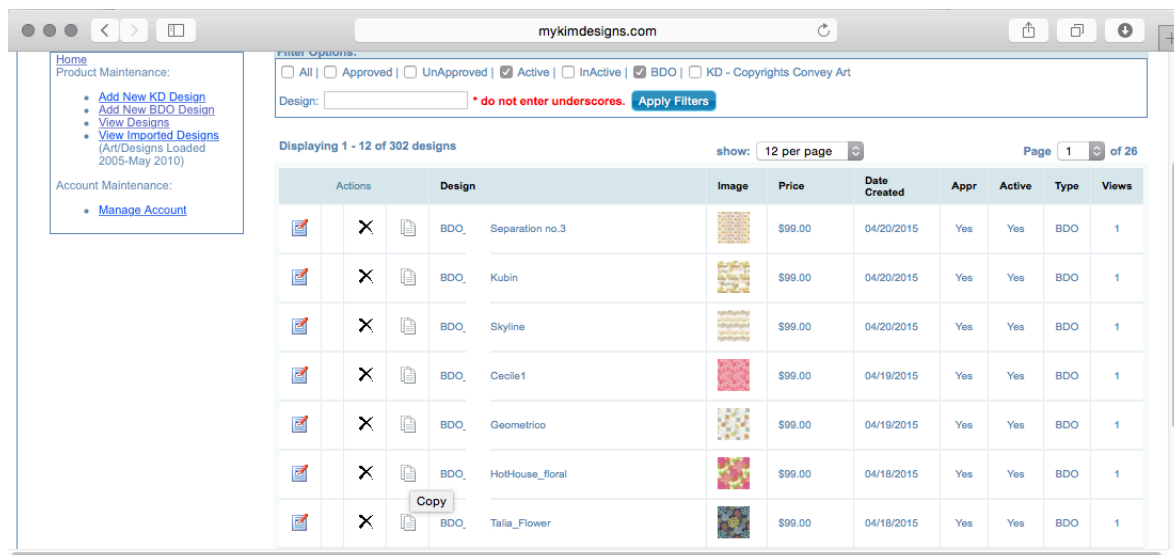 mykimdesigns.com
Home
Product Maintenance:
Add New KD Design
Add New BDO Design
View Designs
View Imported Designs
(Art/Designs Loaded
2005-May 2010)
Account Maintenance:
Manage Account
Filter Options:
All | Approved | UnApproved | Active | InActive | BDO | KD - Copyrights Convey Art
Design: * do not enter underscores. Apply Filters
Displaying 1 - 12 of 302 designs show: 12 per page Page 1 of 26
Actions Design Image Price Date Created Appr Active Type Views
BDO_ Separation no.3 $99.00 04/20/2015 Yes Yes BDO 1
BDO_ Kubin $99.00 04/20/2015 Yes Yes BDO 1
BDO_ Skyline $99.00 04/20/2015 Yes Yes BDO 1
BDO_ Cecile1 $99.00 04/19/2015 Yes Yes BDO 1
BDO_ Geometrico $99.00 04/19/2015 Yes Yes BDO 1
BDO_ HotHouse_floral $99.00 04/18/2015 Yes Yes BDO 1
Copy
BDO_ Talia_Flower $99.00 04/18/2015 Yes Yes BDO 1